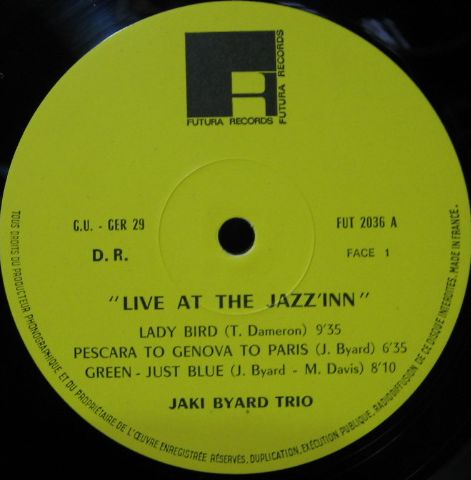 FUTURA RECORDS
FUTURA RECORDS
G.U. - GER 29
FUT 2036 A
D. R.
FACE 1
"LIVE AT THE JAZZ'INN"
LADY BIRD (T. Dameron) 9'35
PESCARA TO GENOVA TO PARIS (J. Byard) 6'35
GREEN - JUST BLUE (J. Byard - M. Davis) 8'10
JAKI BYARD TRIO
TOUS DROITS DU PRODUCTEUR PHONOGRAPHIQUE ET DU PROPRIÉTAIRE DE L'ŒUVRE ENREGISTRÉE RÉSERVÉS, DUPLICATION, EXÉCUTION PUBLIQUE, RADIODIFFUSION DE CE DISQUE INTERDITES. MADE IN FRANCE.